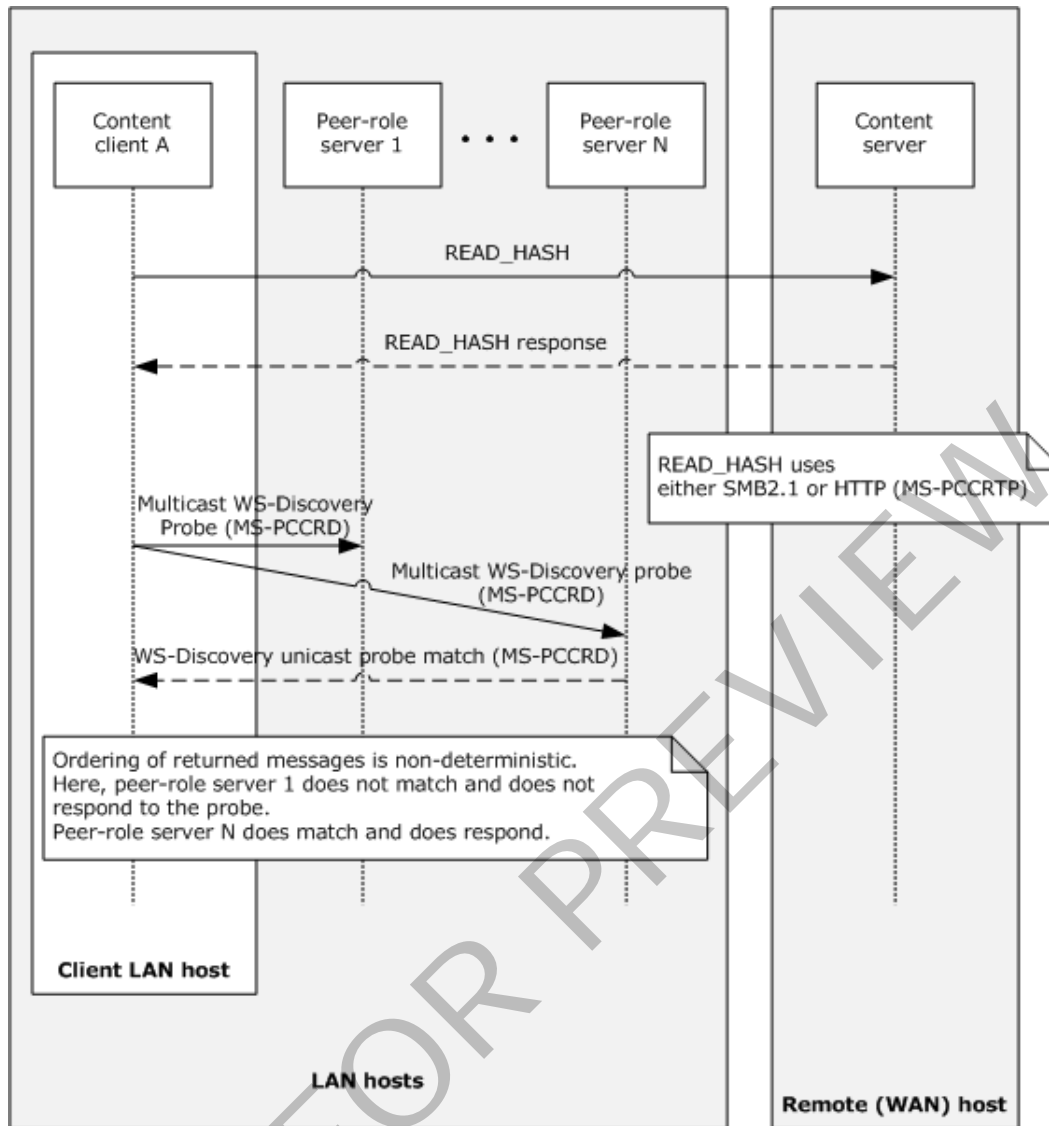 Content
client A
Peer-role
server 1
• • •
Peer-role
server N
Content
server
READ_HASH
READ_HASH response
READ_HASH uses
either SMB2.1 or HTTP (MS-PCCRTP)
Multicast WS-Discovery
Probe (MS-PCCRD)
Multicast WS-Discovery probe
(MS-PCCRD)
WS-Discovery unicast probe match (MS-PCCRD)
Ordering of returned messages is non-deterministic.
Here, peer-role server 1 does not match and does not
respond to the probe.
Peer-role server N does match and does respond.
Client LAN host
LAN hosts
Remote (WAN) host
FOR PREVIEW